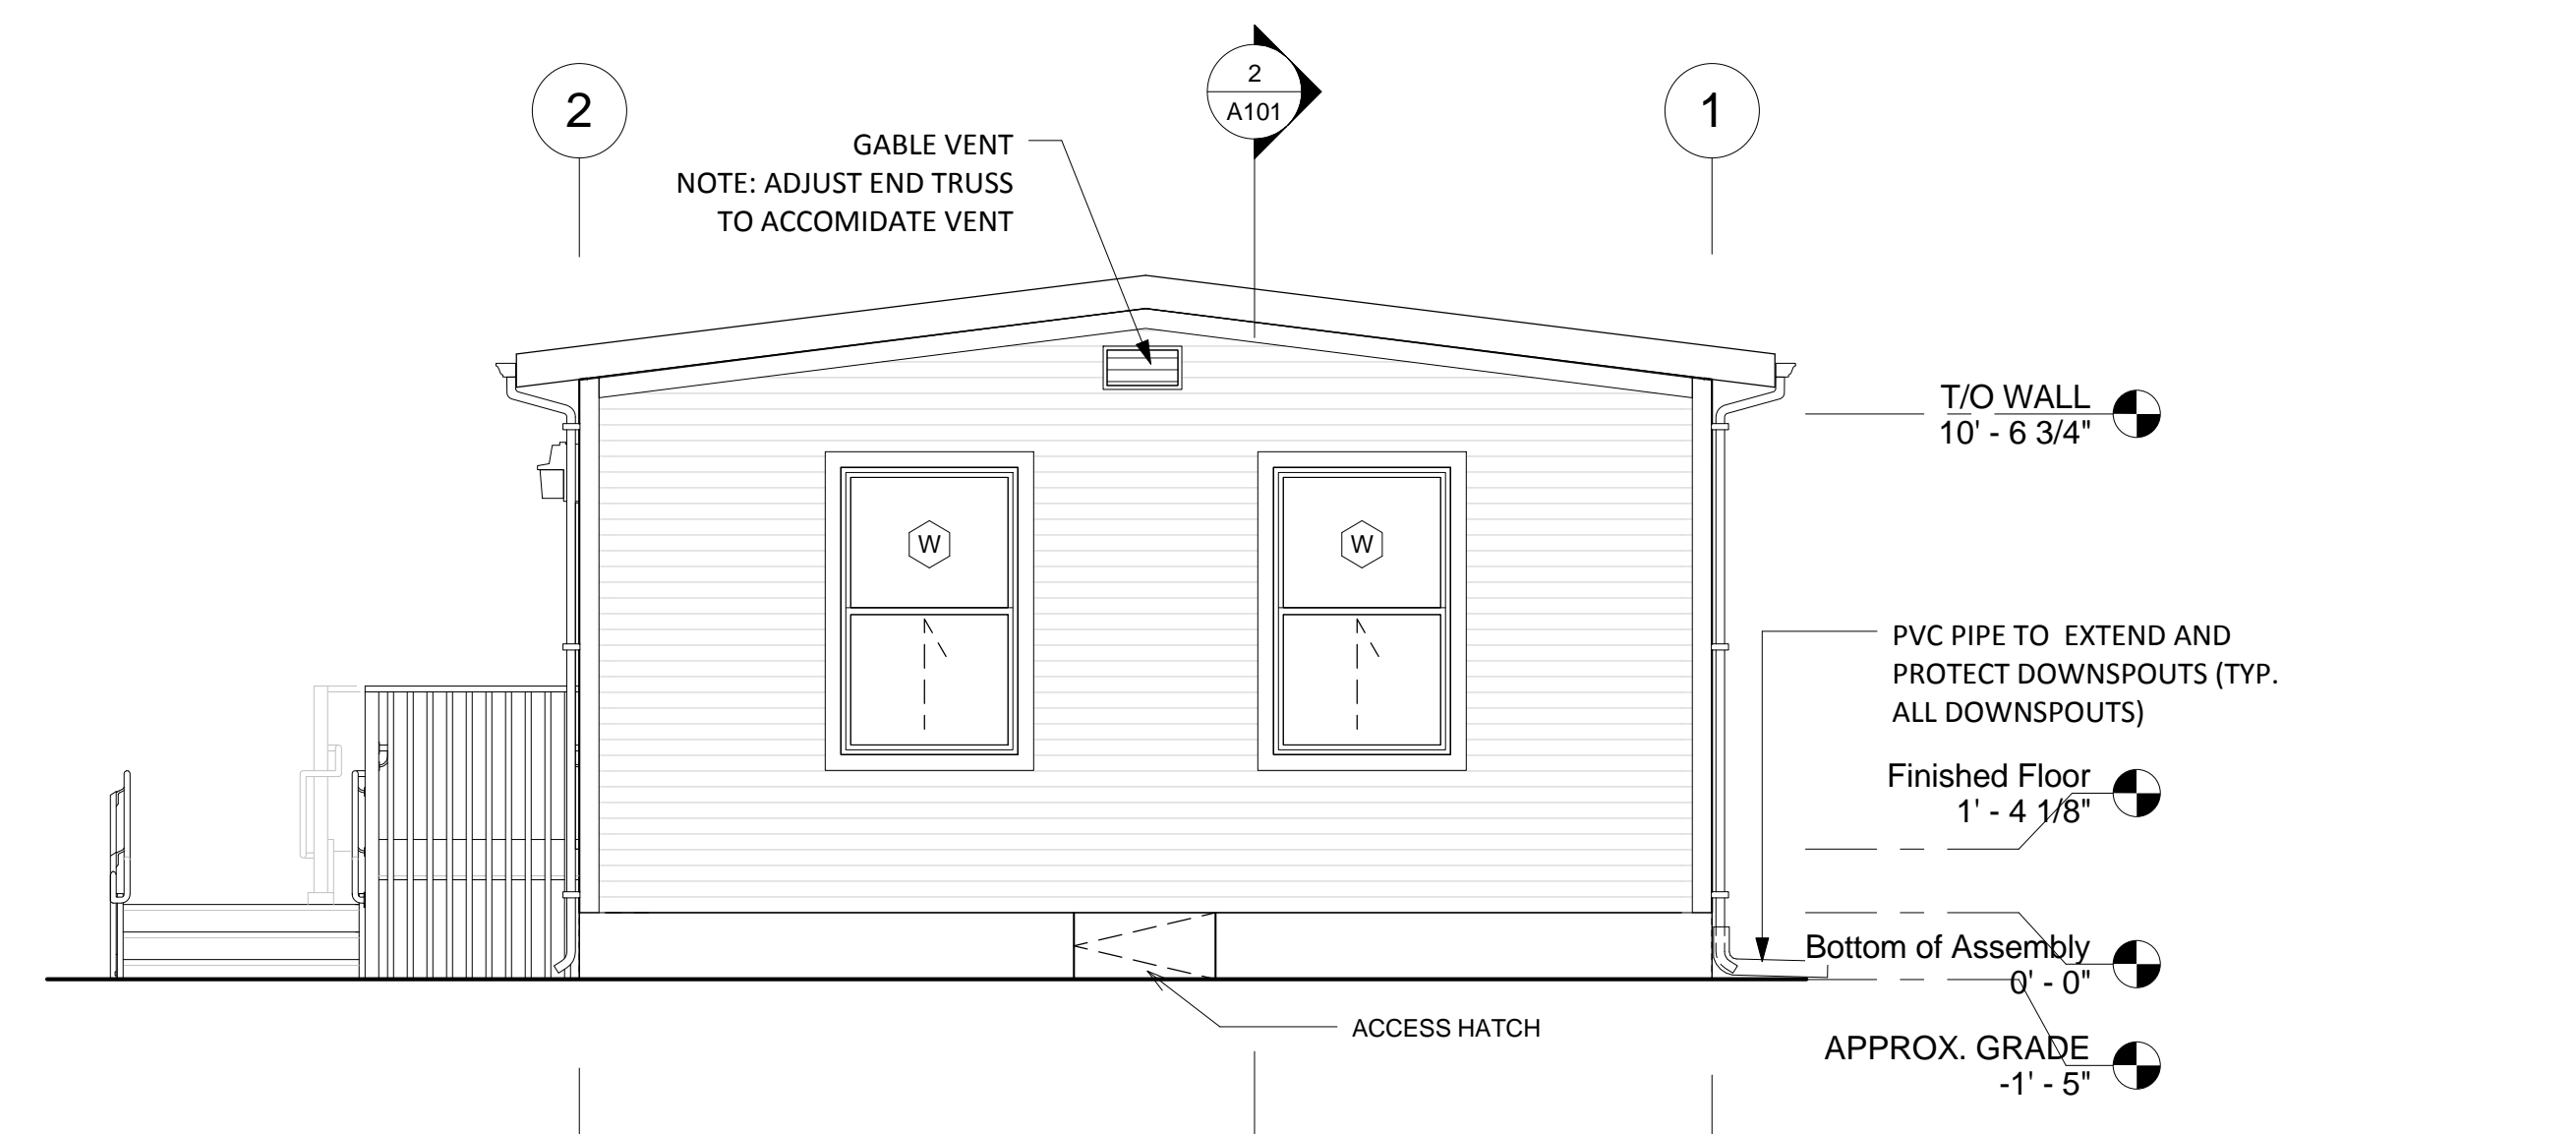 2
2
A101
1
GABLE VENT
NOTE: ADJUST END TRUSS
TO ACCOMIDATE VENT
T/O WALL
10' - 6 3/4"
W
W
PVC PIPE TO EXTEND AND
PROTECT DOWNSPOUTS (TYP.
ALL DOWNSPOUTS)
Finished Floor
1' - 4 1/8"
Bottom of Assembly
0' - 0"
ACCESS HATCH
APPROX. GRADE
-1' - 5"